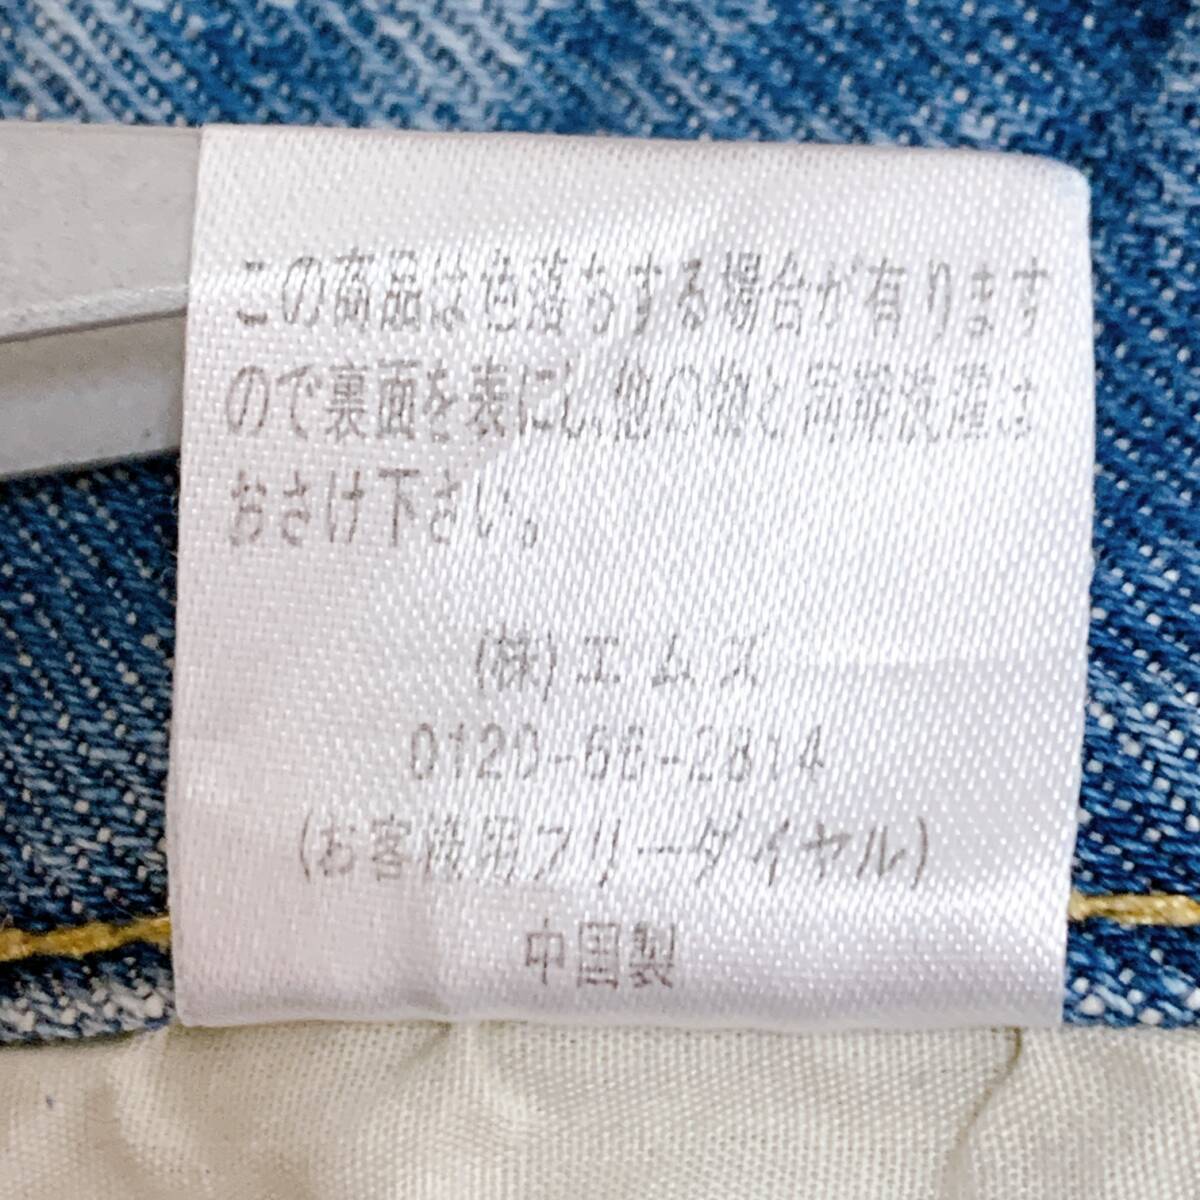 この商品は色落ちする場合が有ります
ので裏面を表にし、他の物と同時洗濯は
おさけ下さい。
(株)エムズ
0120-66-2814
(お客様用フリーダイヤル)
中国製